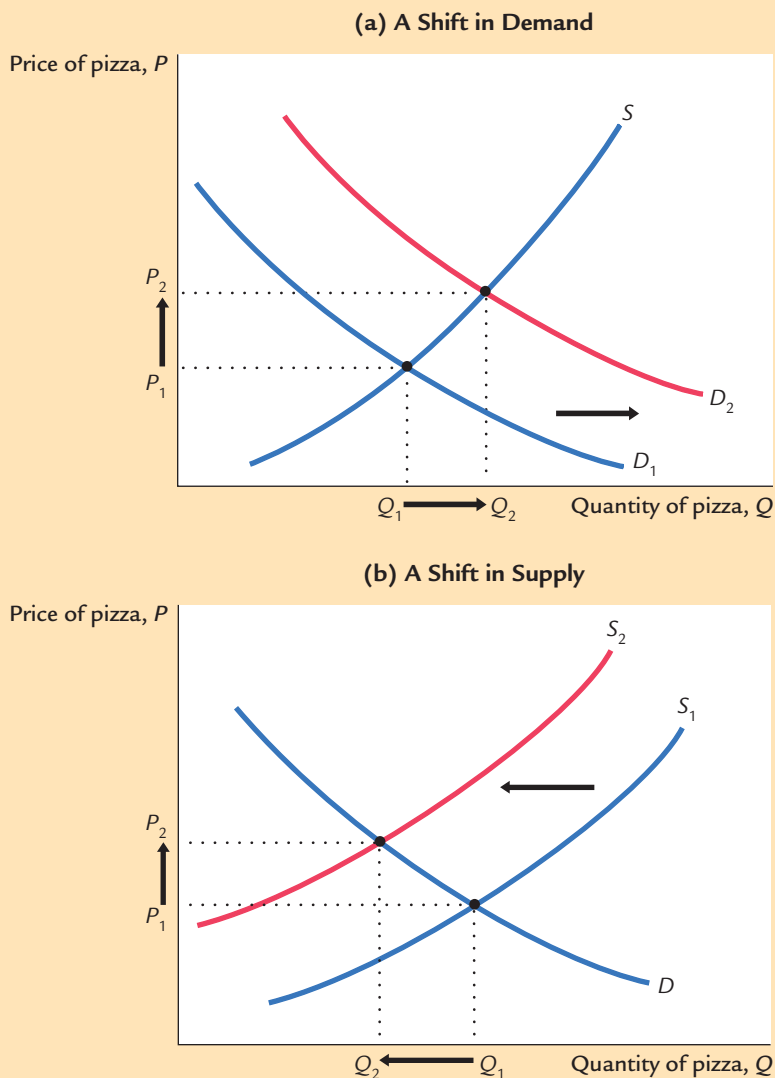 (a) A Shift in Demand
Price of pizza, P
S
P2
P1
D2
D1
Q1
Q2
Quantity of pizza, Q
(b) A Shift in Supply
Price of pizza, P
S2
S1
P2
P1
D
Q2
Q1
Quantity of pizza, Q